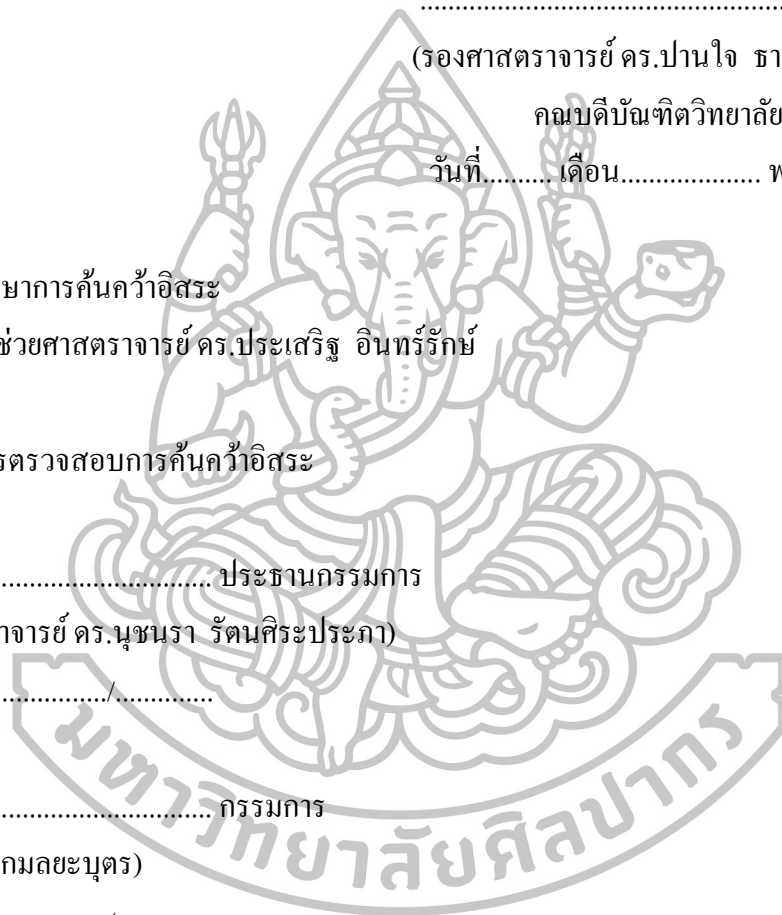 ........................................................
(รองศาสตราจารย์ ดร.ปานใจ ธา
คณบดีบัณฑิตวิทยาลัย
วันที่.......... เดือน.................... พ
ษาการค้นคว้าอิสระ
ช่วยศาสตราจารย์ ดร.ประเสริฐ อินทร์รักษ์
รตรวจสอบการค้นคว้าอิสระ
.............................. ประธานกรรมการ
าจารย์ ดร.นุชนรา รัตนศิระประภา)
.............../..............
.............................. กรรมการ
กมลยะบุตร)
มหาวิทยาลัยศิลปากร